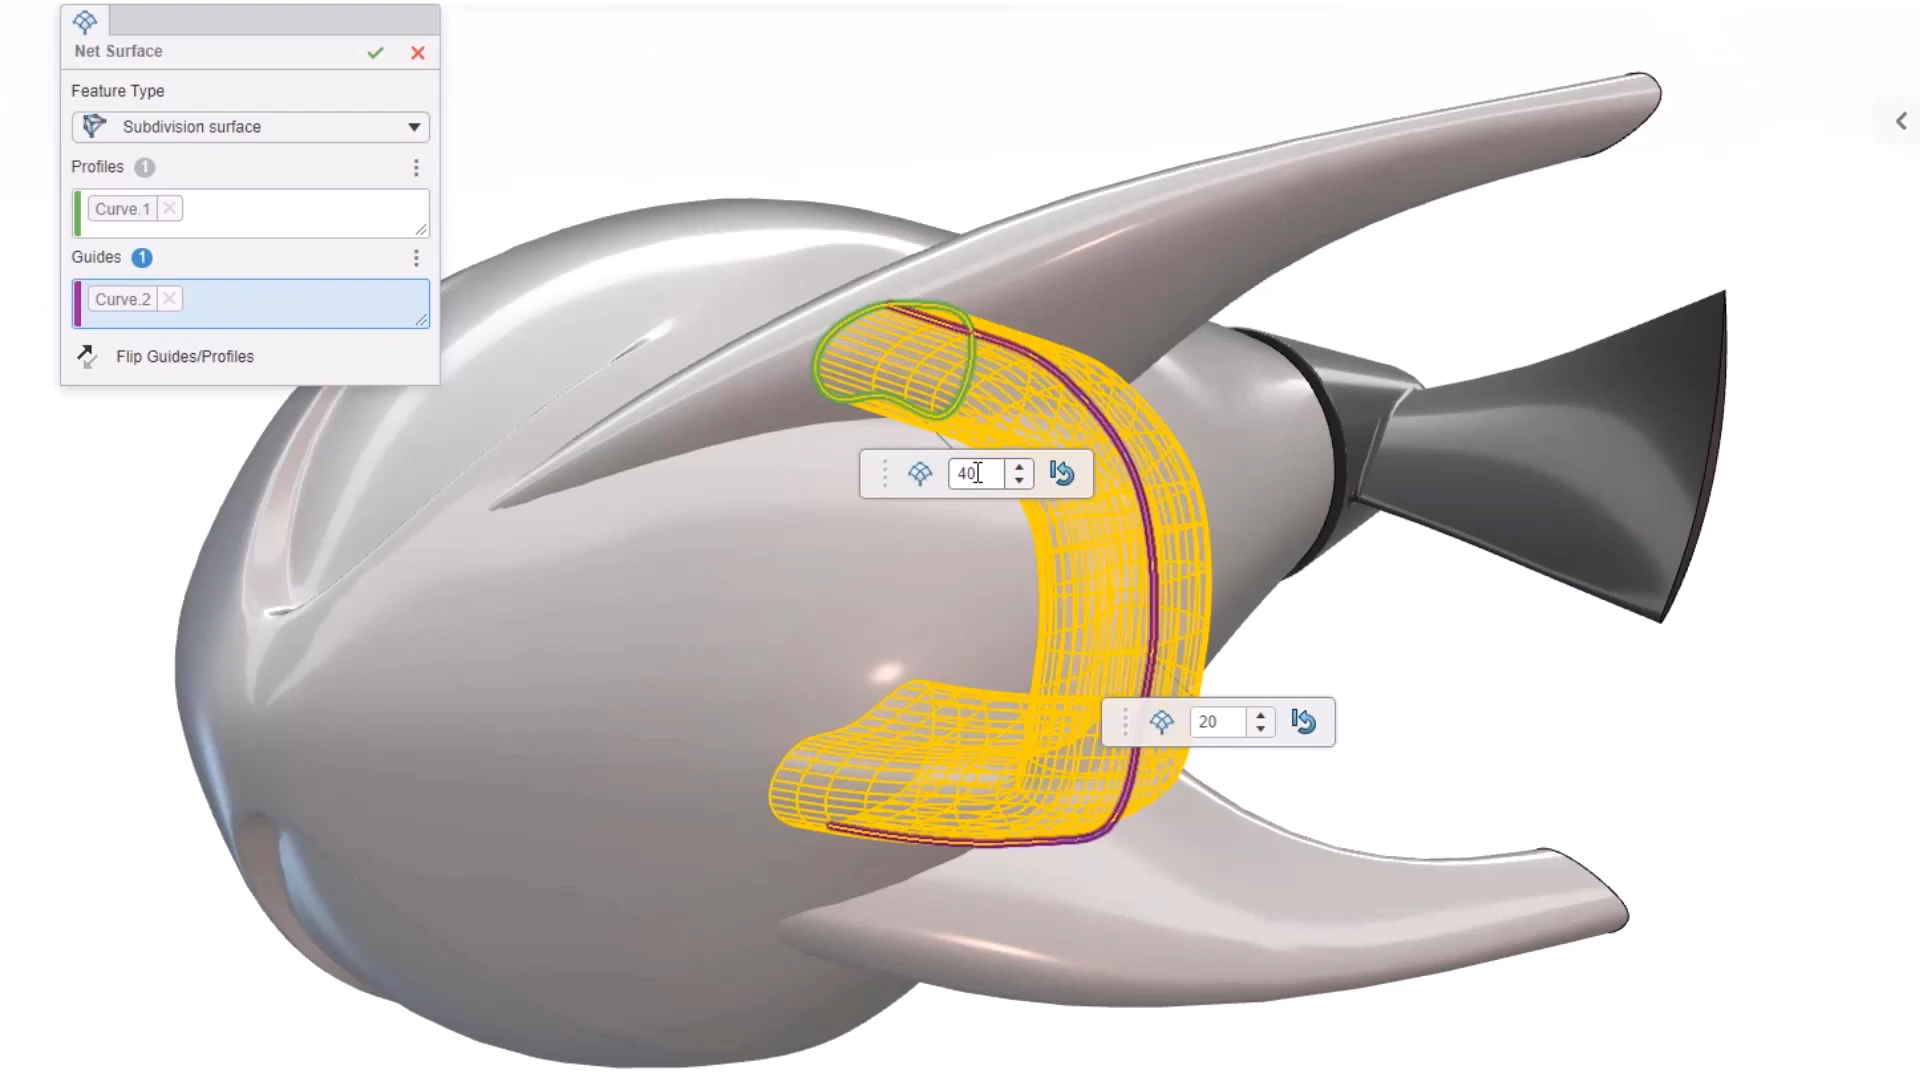 Net Surface
Feature Type
Subdivision surface
Profiles 1
Curve.1
Guides 1
Curve.2
Flip Guides/Profiles
40
20